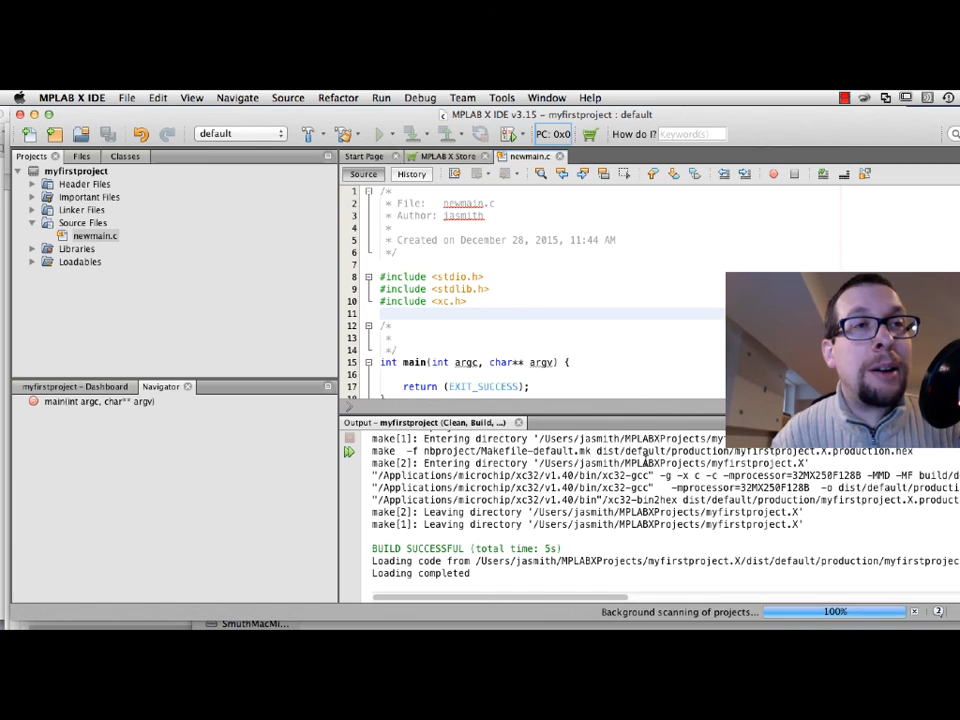 MPLAB X IDE File Edit View Navigate Source Refactor Run Debug Team Tools Window Help
MPLAB X IDE v3.15 - myfirstproject : default
default PC: 0x0 How do I? Keyword(s)
Projects Files Classes
myfirstproject
Header Files
Important Files
Linker Files
Source Files
newmain.c
Libraries
Loadables
myfirstproject - Dashboard Navigator
main(int argc, char** argv)
Start Page MPLAB X Store newmain.c
Source History
1 /*
2 * File: newmain.c
3 * Author: jasmith
4 *
5 * Created on December 28, 2015, 11:44 AM
6 */
7
8 #include <stdio.h>
9 #include <stdlib.h>
10 #include <xc.h>
11
12 /*
13 *
14 */
15 int main(int argc, char** argv) {
16
17 return (EXIT_SUCCESS);
Output - myfirstproject (Clean, Build, ...)
make[1]: Entering directory '/Users/jasmith/MPLABXProjects/my
make -f nbproject/Makefile-default.mk dist/default/production/myfirstproject.X.production.hex
make[2]: Entering directory '/Users/jasmith/MPLABXProjects/myfirstproject.X'
"/Applications/microchip/xc32/v1.40/bin/xc32-gcc" -g -x c -c -mprocessor=32MX250F128B -MMD -MF build/d
"/Applications/microchip/xc32/v1.40/bin/xc32-gcc" -mprocessor=32MX250F128B -o dist/default/producti
"/Applications/microchip/xc32/v1.40/bin"/xc32-bin2hex dist/default/production/myfirstproject.X.product
make[2]: Leaving directory '/Users/jasmith/MPLABXProjects/myfirstproject.X'
make[1]: Leaving directory '/Users/jasmith/MPLABXProjects/myfirstproject.X'
BUILD SUCCESSFUL (total time: 5s)
Loading code from /Users/jasmith/MPLABXProjects/myfirstproject.X/dist/default/production/myfirstprojec
Loading completed
Background scanning of projects... 100% 2
SmuthMacMi...